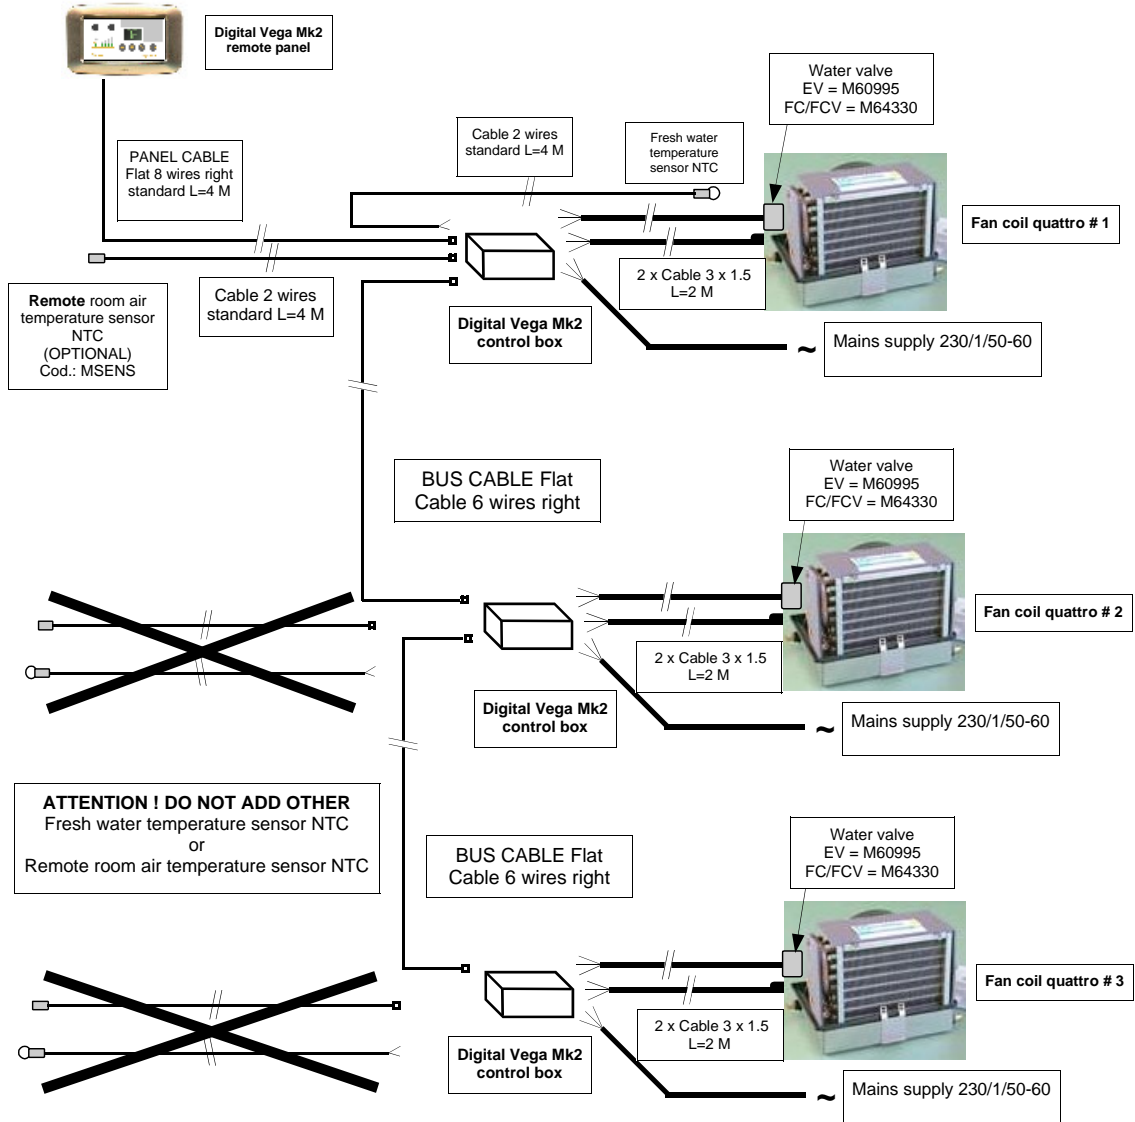 Digital Vega Mk2
remote panel
Water valve
EV = M60995
FC/FCV = M64330
PANEL CABLE
Flat 8 wires right
standard L=4 M
Cable 2 wires
standard L=4 M
Fresh water
temperature
sensor NTC
Fan coil quattro # 1
2 x Cable 3 x 1.5
L=2 M
Remote room air
temperature sensor
NTC
(OPTIONAL)
Cod.: MSENS
Cable 2 wires
standard L=4 M
Digital Vega Mk2
control box
~
Mains supply 230/1/50-60
BUS CABLE Flat
Cable 6 wires right
Water valve
EV = M60995
FC/FCV = M64330
Fan coil quattro # 2
2 x Cable 3 x 1.5
L=2 M
Digital Vega Mk2
control box
~
Mains supply 230/1/50-60
ATTENTION ! DO NOT ADD OTHER
Fresh water temperature sensor NTC
or
Remote room air temperature sensor NTC
BUS CABLE Flat
Cable 6 wires right
Water valve
EV = M60995
FC/FCV = M64330
Fan coil quattro # 3
2 x Cable 3 x 1.5
L=2 M
Digital Vega Mk2
control box
~
Mains supply 230/1/50-60